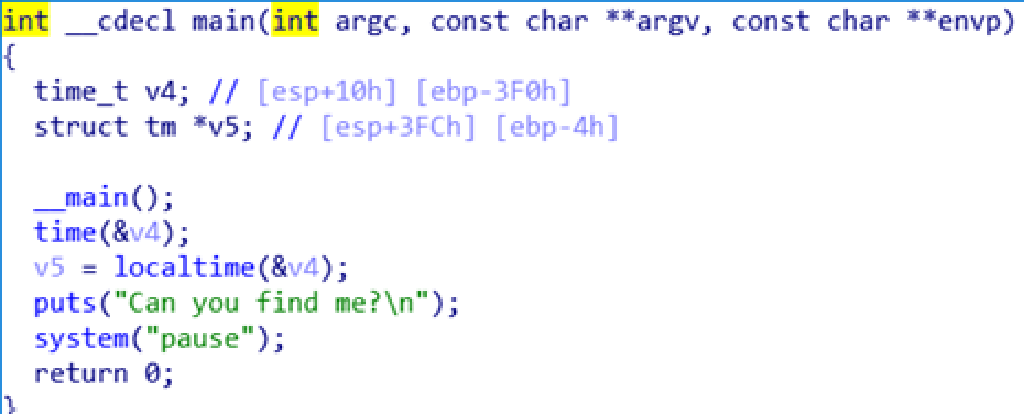 int __cdecl main(int argc, const char **argv, const char **envp)
{
  time_t v4; // [esp+10h] [ebp-3F0h]
  struct tm *v5; // [esp+3FCh] [ebp-4h]

  __main();
  time(&v4);
  v5 = localtime(&v4);
  puts("Can you find me?\n");
  system("pause");
  return 0;
}